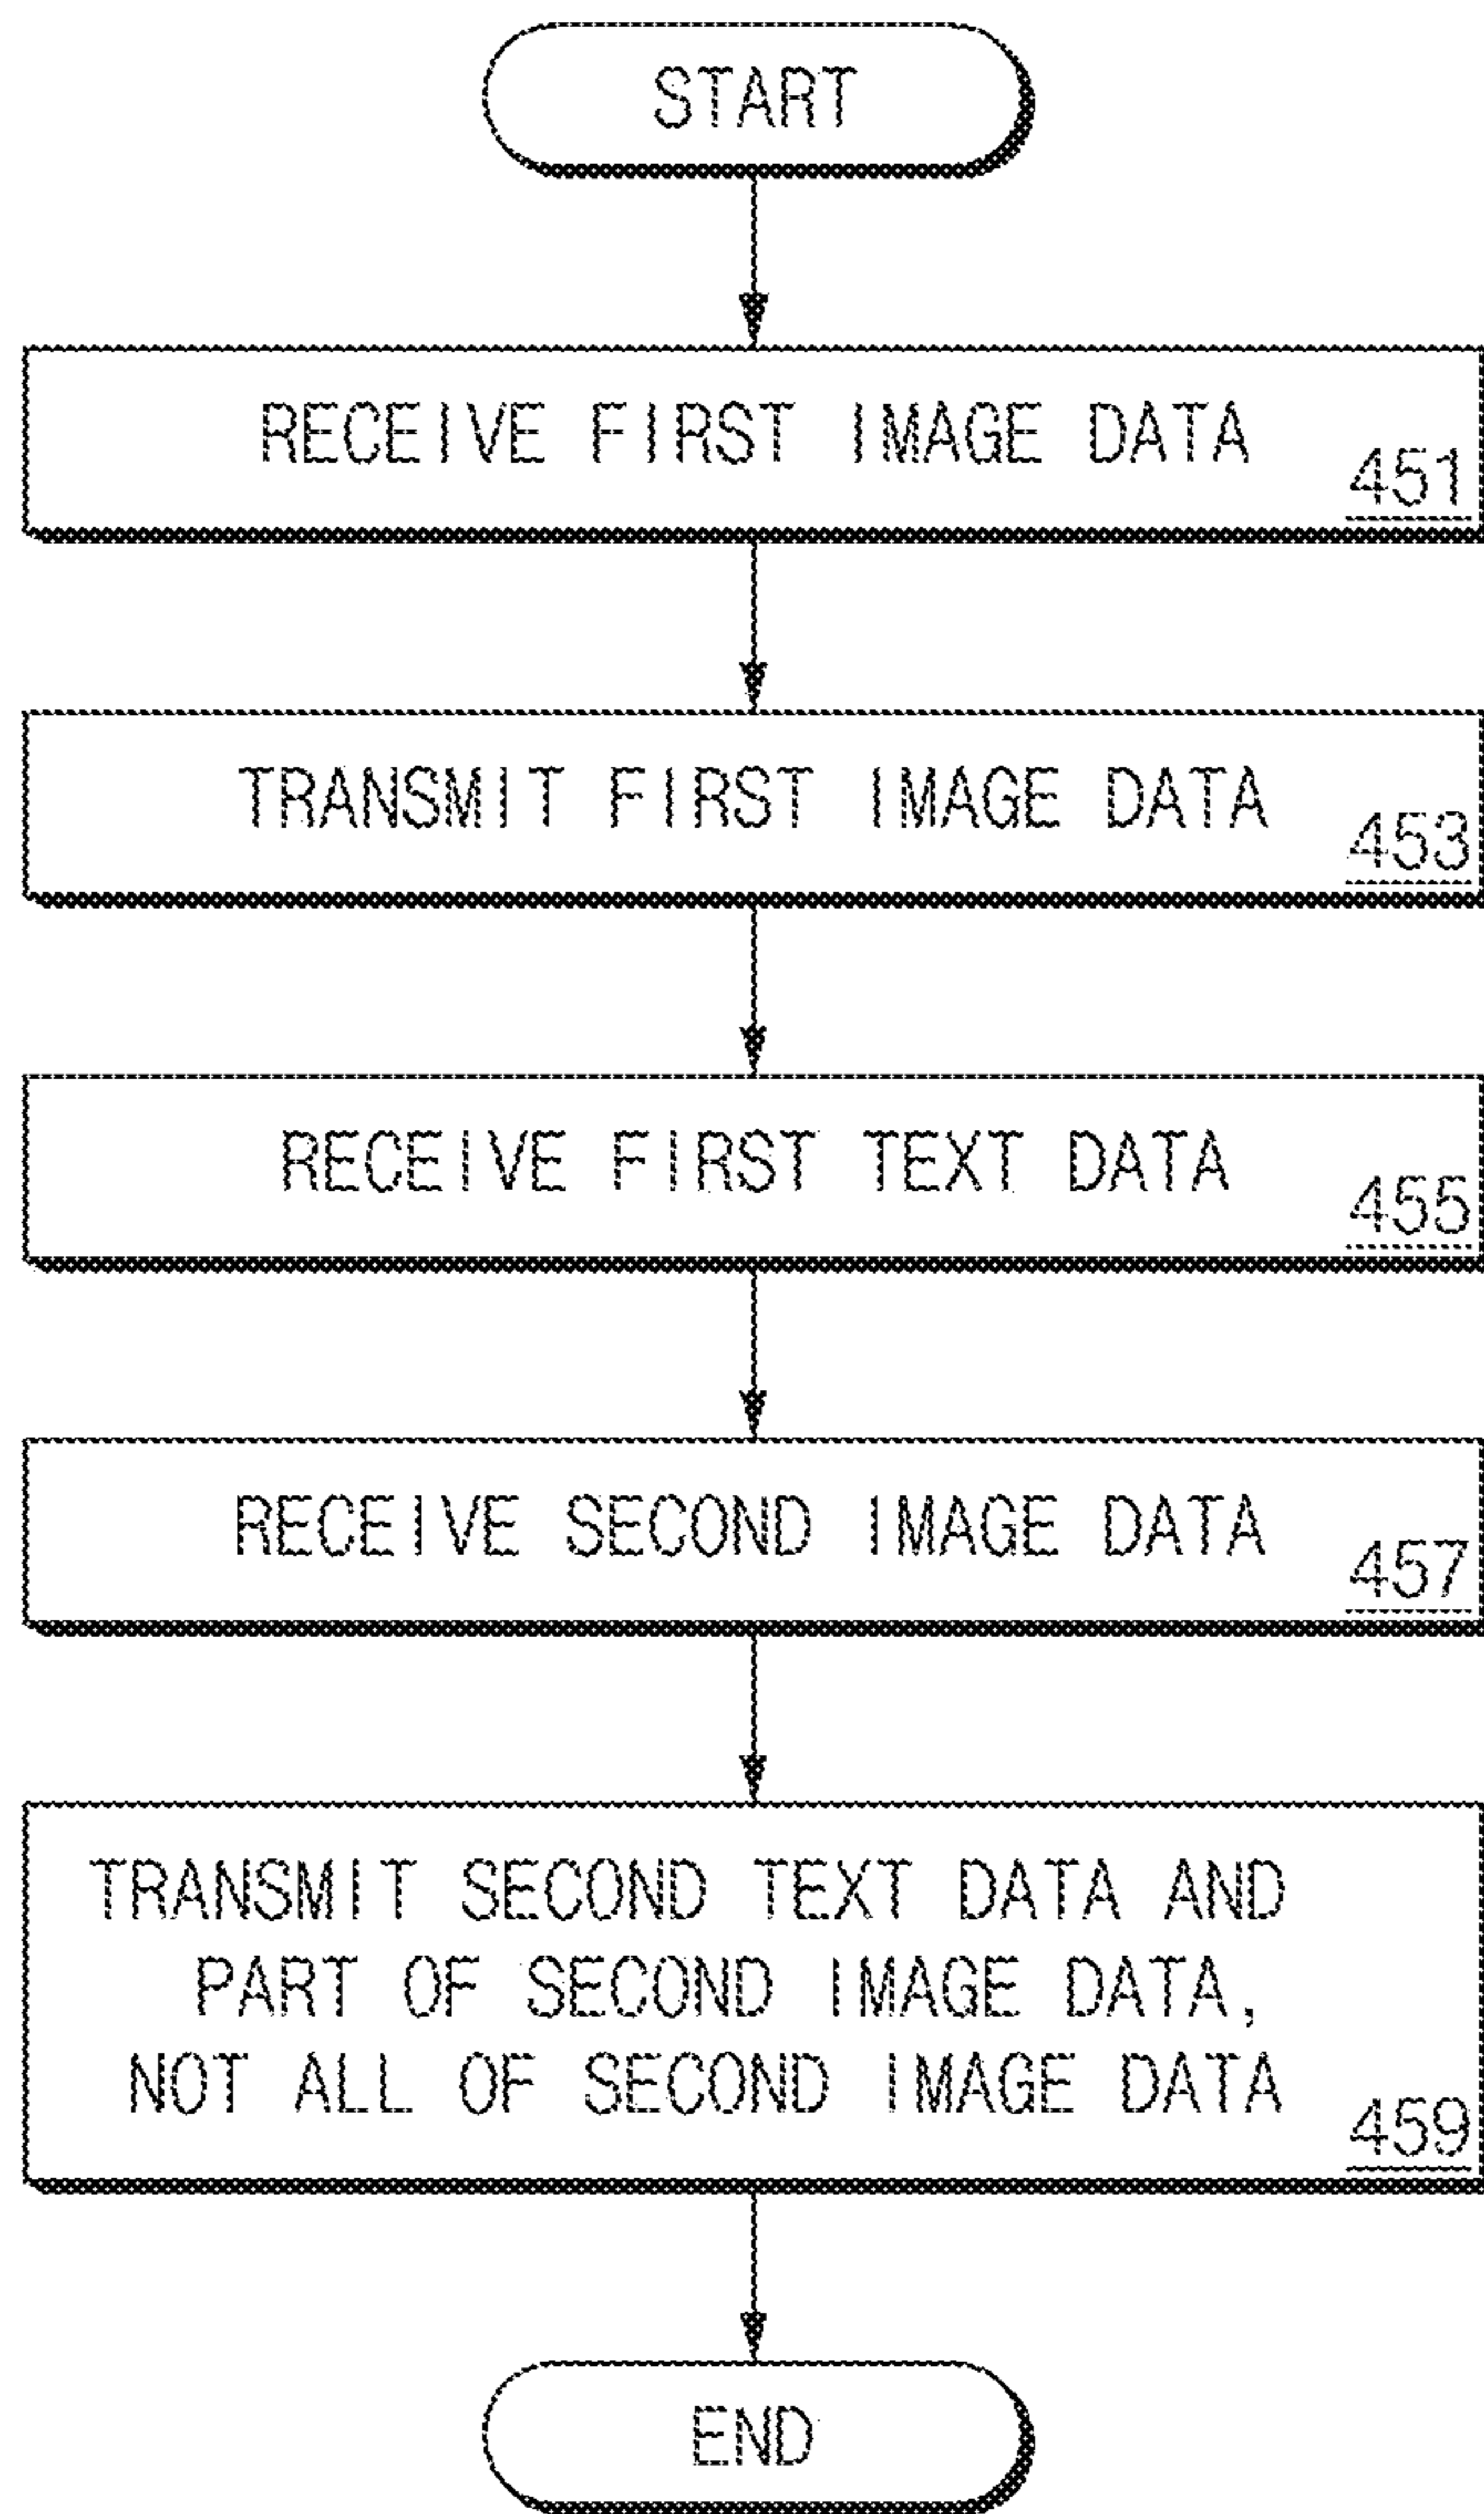 START
RECEIVE FIRST IMAGE DATA
451
TRANSMIT FIRST IMAGE DATA
453
RECEIVE FIRST TEXT DATA
455
RECEIVE SECOND IMAGE DATA
457
TRANSMIT SECOND TEXT DATA AND
PART OF SECOND IMAGE DATA,
NOT ALL OF SECOND IMAGE DATA
459
END